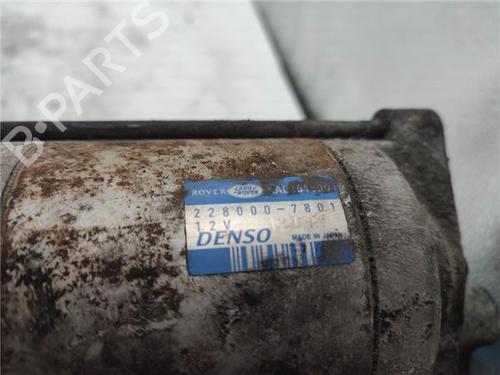 B-PARTS
ROVER
228000-7801
12V
DENSO MADE IN JAPAN